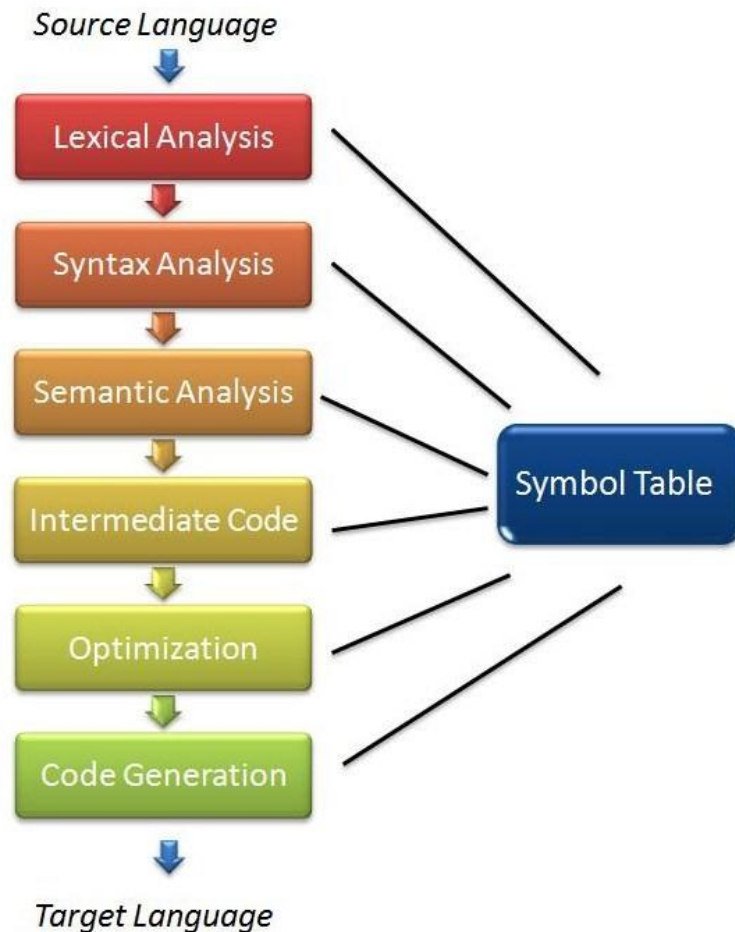 Source Language
Lexical Analysis
Syntax Analysis
Semantic Analysis
Intermediate Code
Optimization
Code Generation
Target Language
Symbol Table